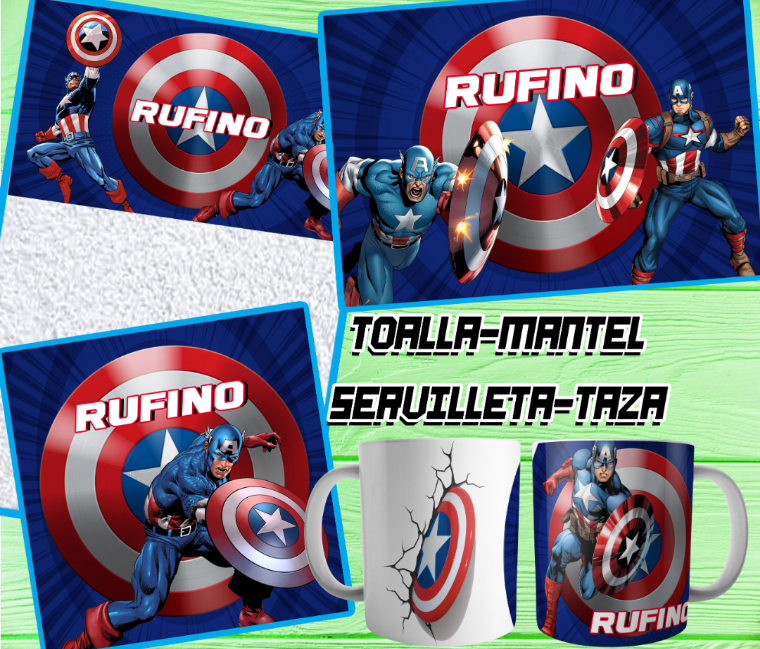 RUFINO
RUFINO
TOALLA-MANTEL
SERVILLETA-TAZA
RUFINO
A
RUFINO